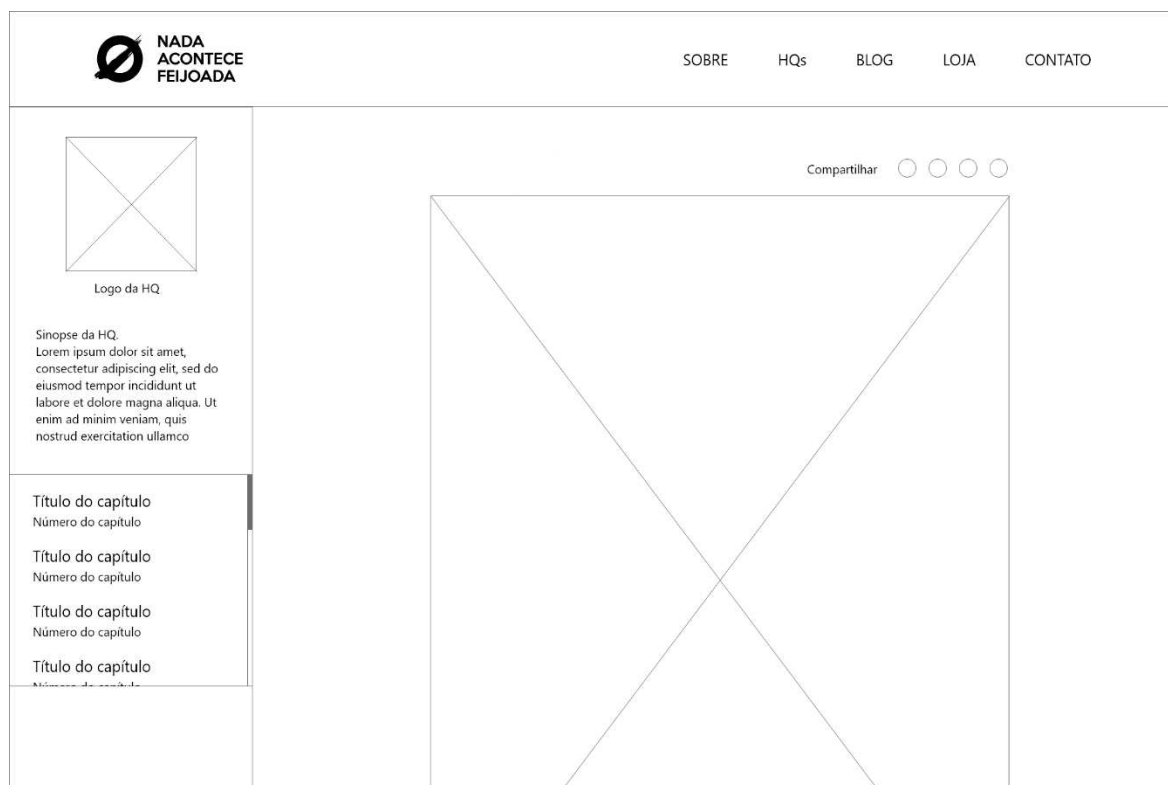 NADA
ACONTECE
FEIJOADA
SOBRE HQs BLOG LOJA CONTATO
Logo da HQ
Sinopse da HQ.
Lorem ipsum dolor sit amet,
consectetur adipiscing elit, sed do
eiusmod tempor incididunt ut
labore et dolore magna aliqua. Ut
enim ad minim veniam, quis
nostrud exercitation ullamco
Título do capítulo
Número do capítulo
Título do capítulo
Número do capítulo
Título do capítulo
Número do capítulo
Título do capítulo
Número do capítulo
Compartilhar